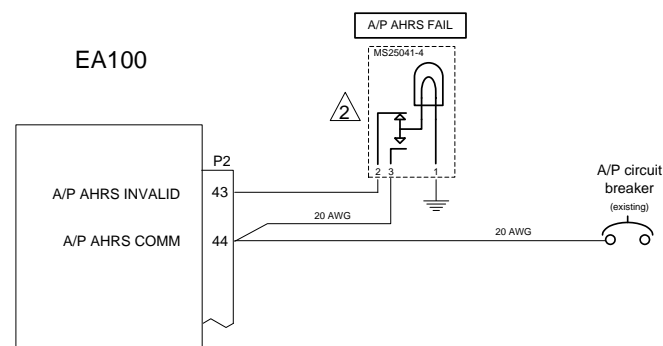 A/P AHRS FAIL
EA100
MS25041-4
2
P2
2 3 1
A/P AHRS INVALID 43
A/P circuit
breaker
(existing)
20 AWG
A/P AHRS COMM 44
20 AWG